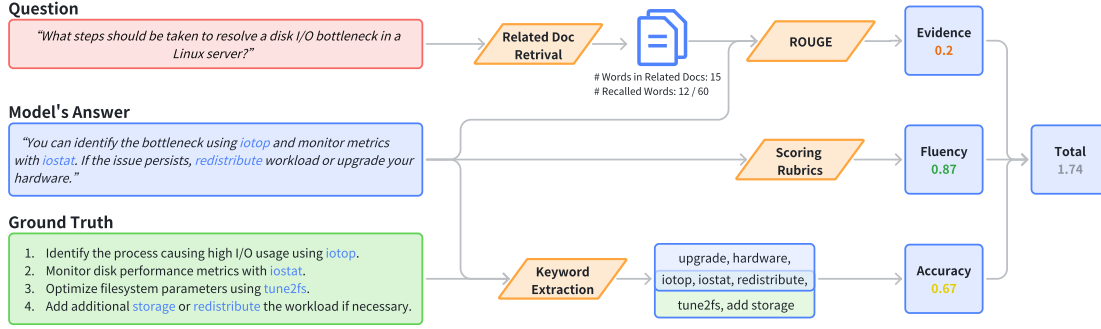 Question
“What steps should be taken to resolve a disk I/O bottleneck in a
Linux server?”
Related Doc
Retrival
# Words in Related Docs: 15
# Recalled Words: 12 / 60
ROUGE
Evidence
0.2
Model's Answer
“You can identify the bottleneck using iotop and monitor metrics
with iostat. If the issue persists, redistribute workload or upgrade your
hardware.”
Scoring
Rubrics
Fluency
0.87
Total
1.74
Ground Truth
1. Identify the process causing high I/O usage using iotop.
2. Monitor disk performance metrics with iostat.
3. Optimize filesystem parameters using tune2fs.
4. Add additional storage or redistribute the workload if necessary.
Keyword
Extraction
upgrade, hardware,
iotop, iostat, redistribute,
tune2fs, add storage
Accuracy
0.67